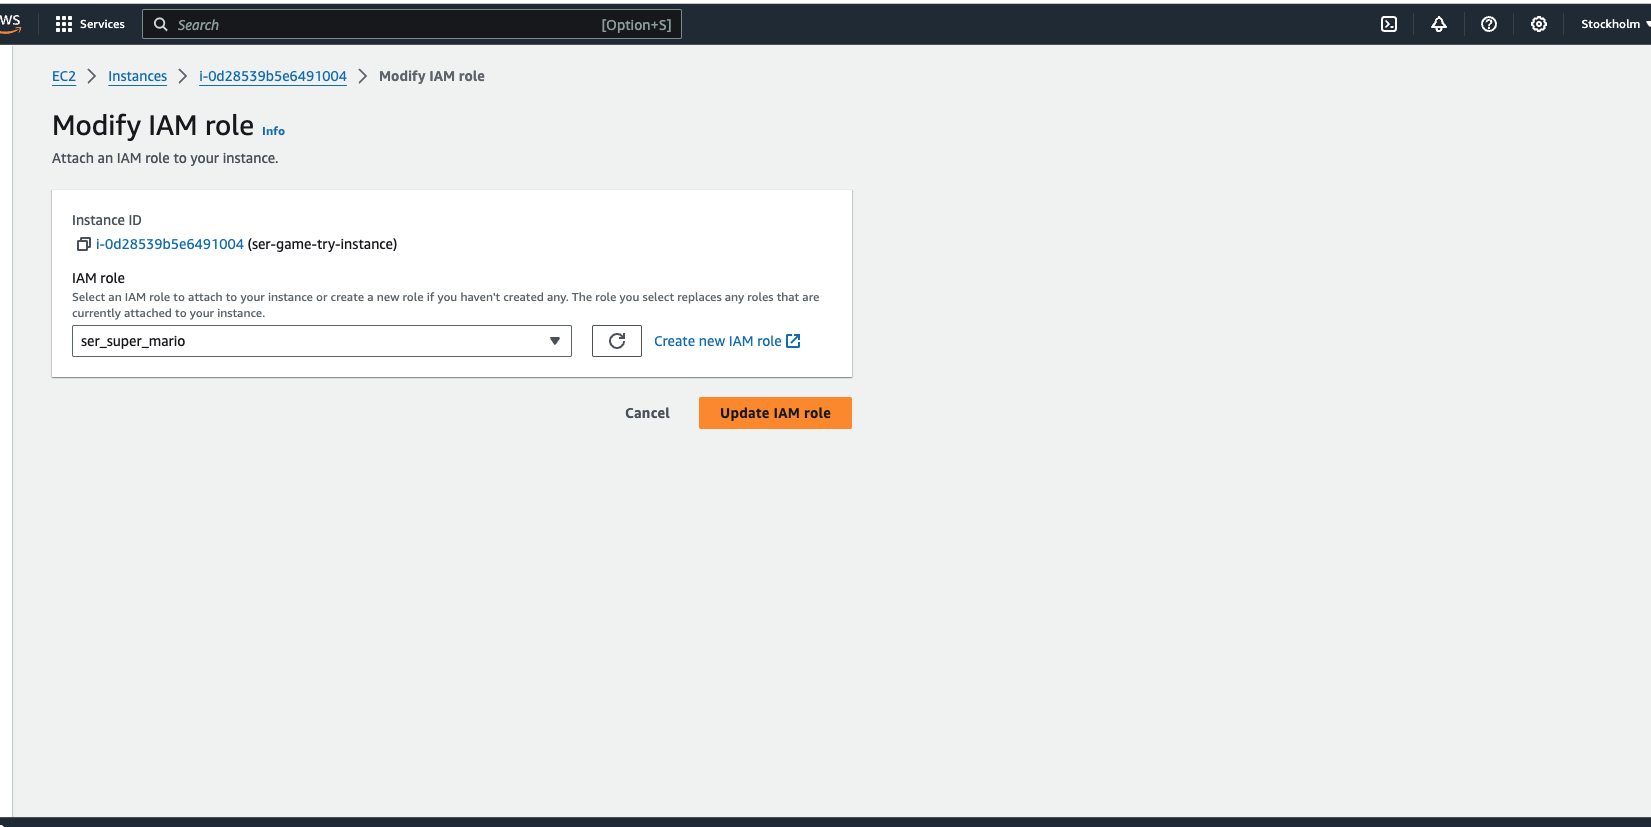 WS Services Search [Option+S] Stockholm
EC2 Instances i-0d28539b5e6491004 Modify IAM role
Modify IAM role Info
Attach an IAM role to your instance.
Instance ID
i-0d28539b5e6491004 (ser-game-try-instance)
IAM role
Select an IAM role to attach to your instance or create a new role if you haven't created any. The role you select replaces any roles that are
currently attached to your instance.
ser_super_mario Create new IAM role
Cancel Update IAM role